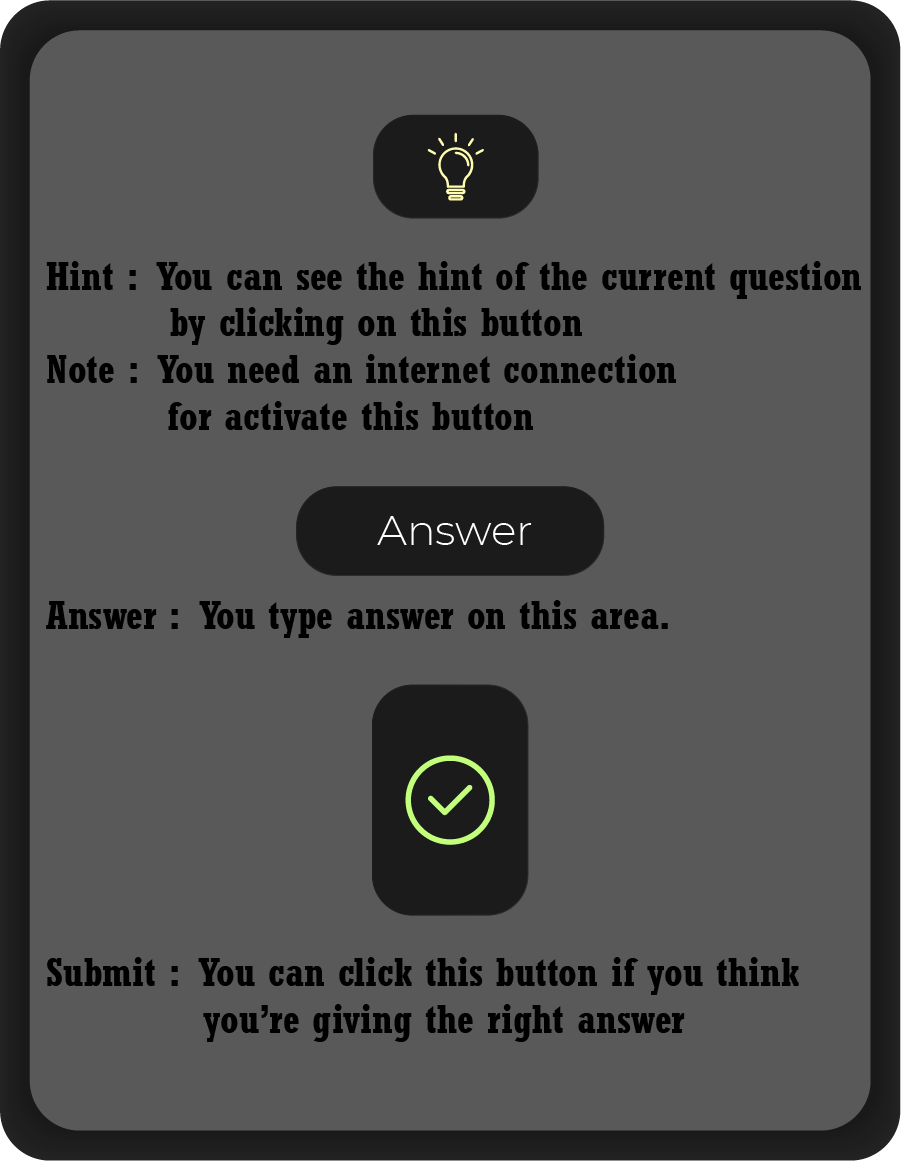 Hint : You can see the hint of the current question
by clicking on this button
Note : You need an internet connection
for activate this button
Answer
Answer : You type answer on this area.
Submit : You can click this button if you think
you’re giving the right answer